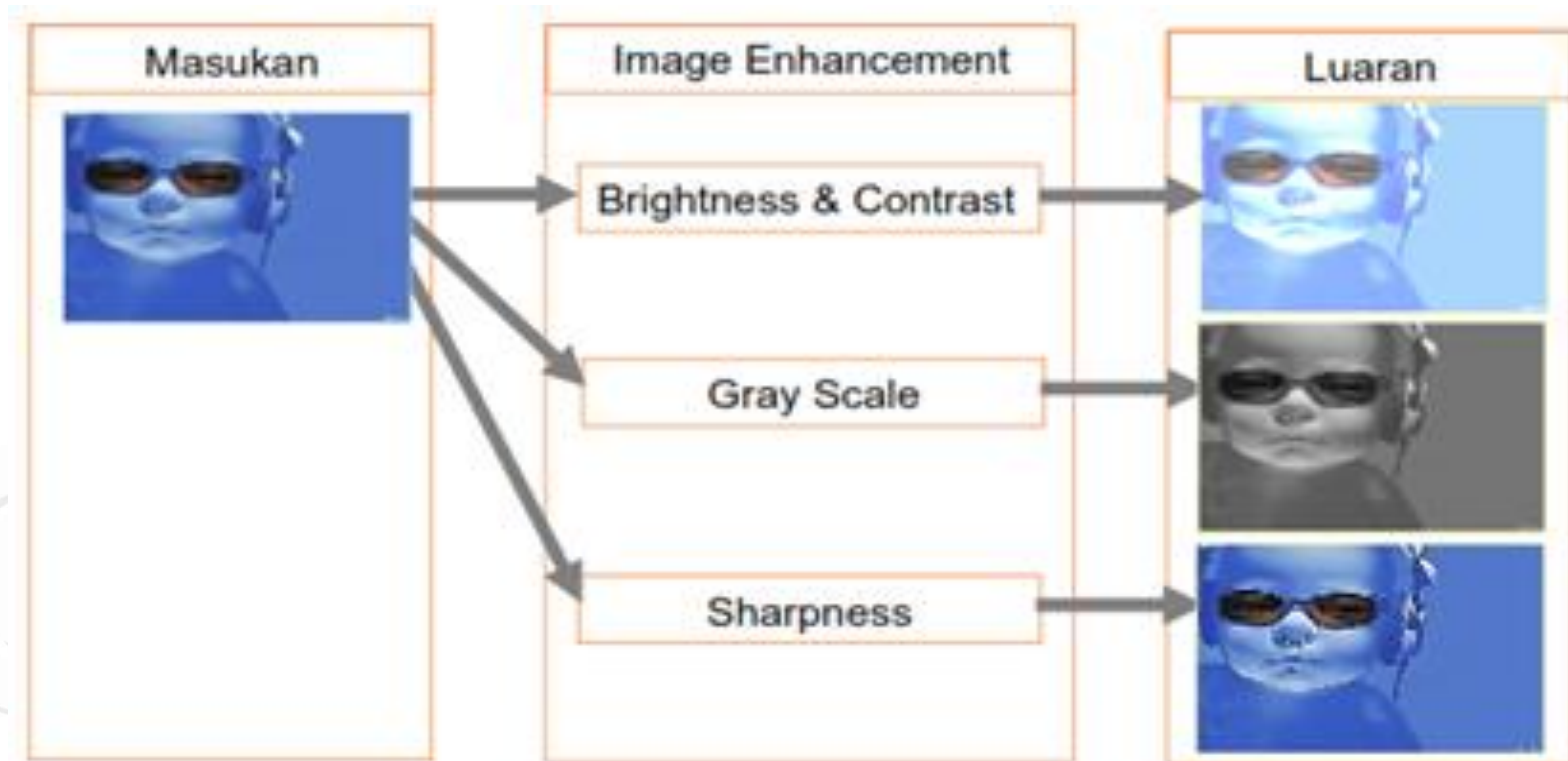 Masukan
Image Enhancement
Luaran
Brightness & Contrast
Gray Scale
Sharpness